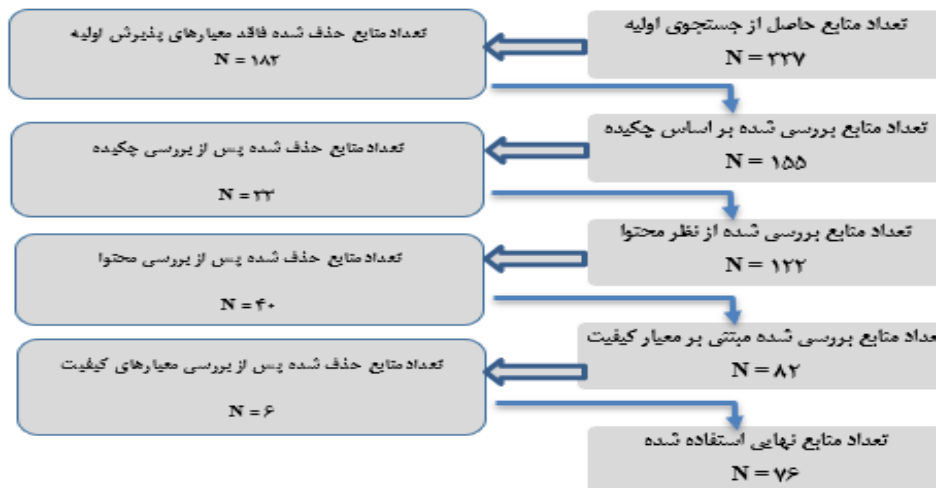 تعداد منابع حاصل از جستجوی اولیه
N = ۳۳۷
تعداد منابع حذف شده فاقد معیارهای پذیرش اولیه
N = ۱۸۲
تعداد منابع بررسی شده بر اساس چکیده
N = ۱۵۵
تعداد منابع حذف شده پس از بررسی چکیده
N = ۳۳
تعداد منابع بررسی شده از نظر محتوا
N = ۱۲۲
تعداد منابع حذف شده پس از بررسی محتوا
N = ۴۰
عداد منابع بررسی شده مبتنی بر معیار کیفیت
N = ۸۲
تعداد منابع حذف شده پس از بررسی معیارهای کیفیت
N = ۶
تعداد منابع نهایی استفاده شده
N = ۷۶